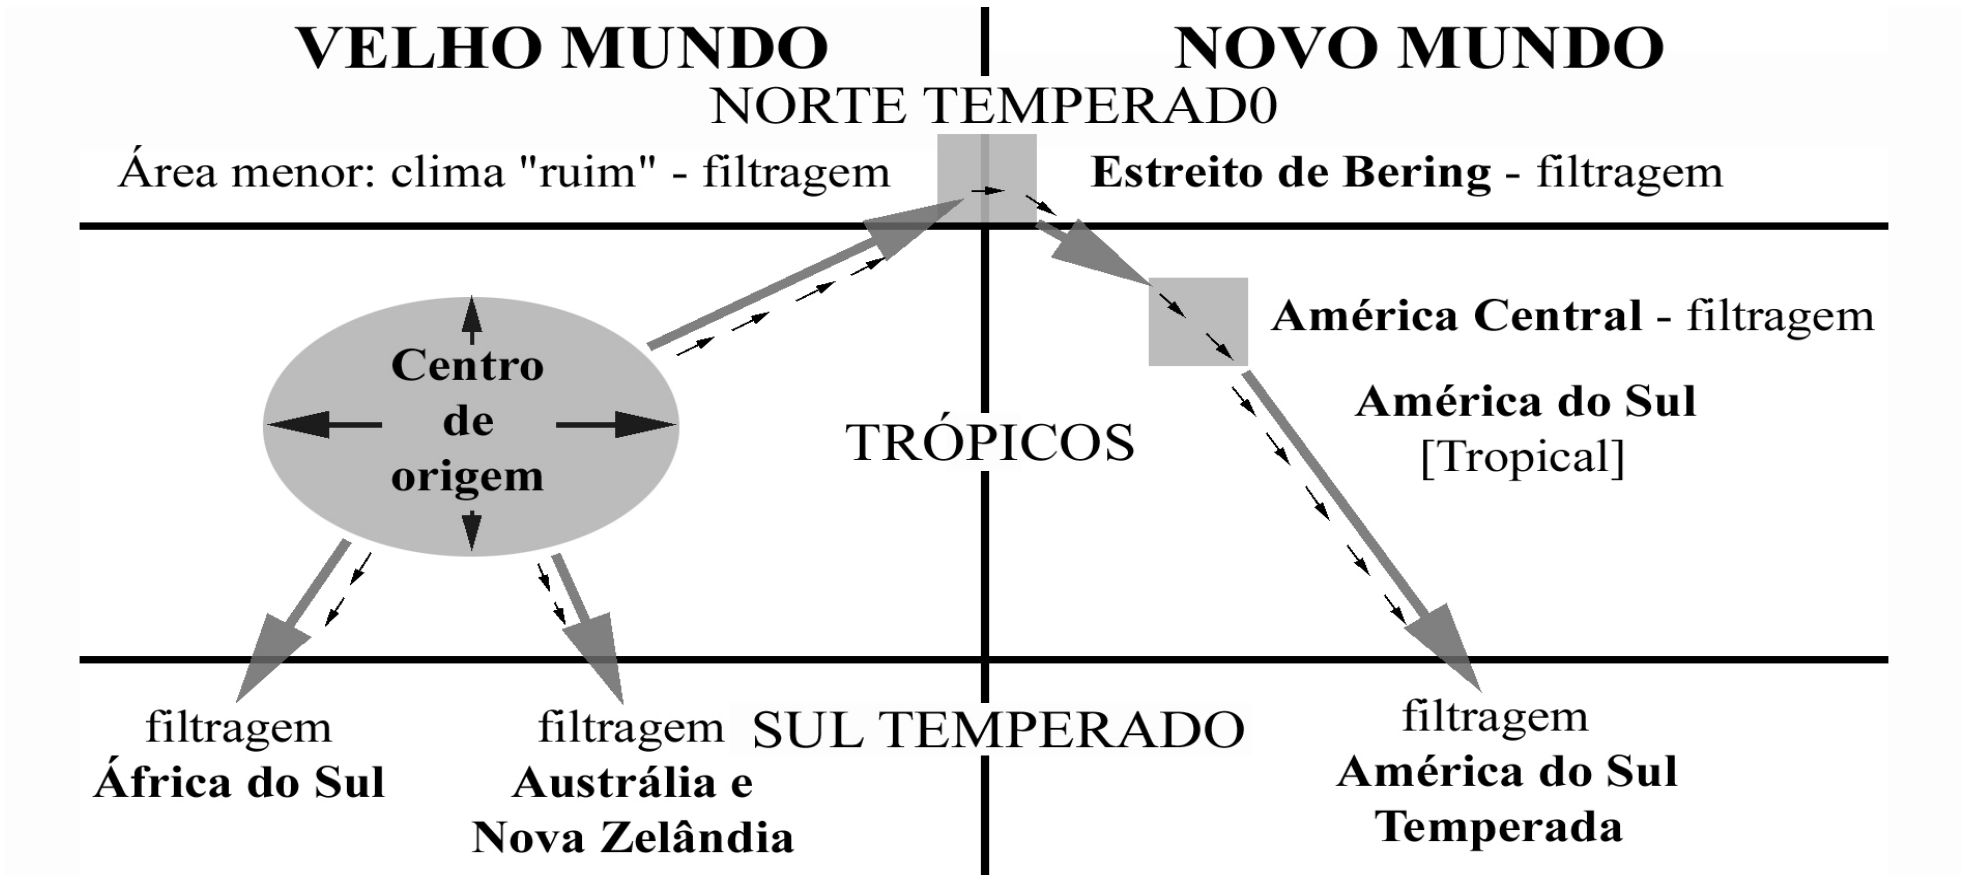 VELHO MUNDO
NOVO MUNDO
NORTE TEMPERAD0
Área menor: clima "ruim" - filtragem
Estreito de Bering - filtragem
Centro
de
origem
América Central - filtragem
América do Sul
[Tropical]
TRÓPICOS
filtragem
África do Sul
filtragem
Austrália e
Nova Zelândia
SUL TEMPERADO
filtragem
América do Sul
Temperada